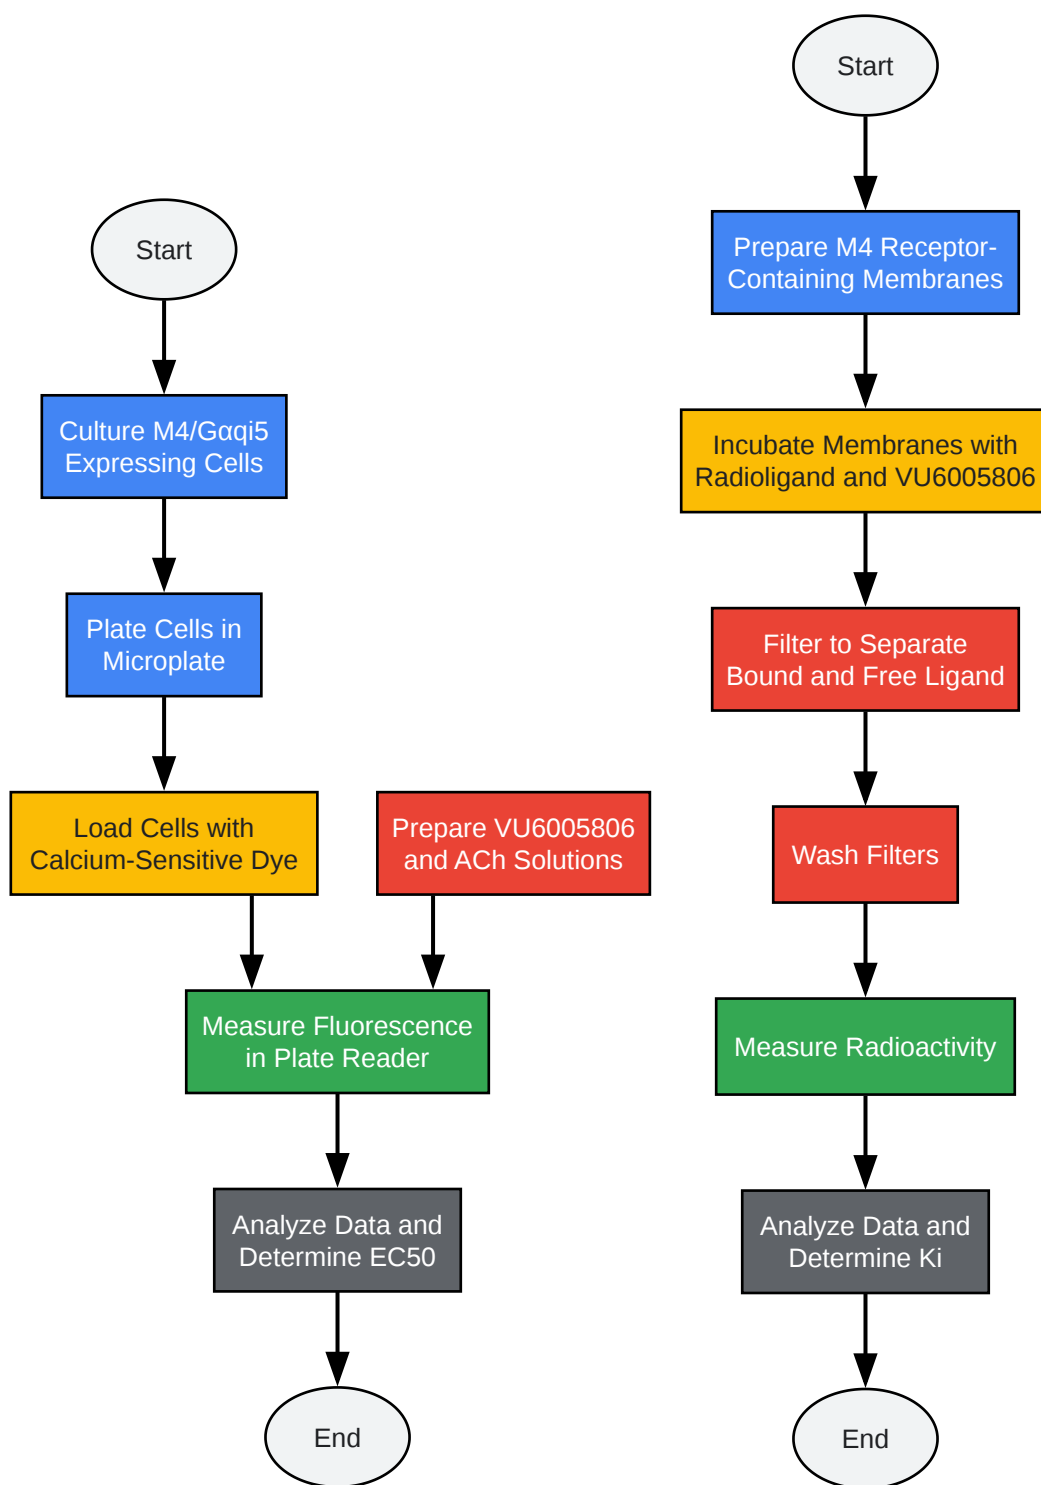 Start
Culture M4/Gαqi5
Expressing Cells
Plate Cells in
Microplate
Load Cells with
Calcium-Sensitive Dye
Prepare VU6005806
and ACh Solutions
Measure Fluorescence
in Plate Reader
Analyze Data and
Determine EC50
End
Start
Prepare M4 Receptor-
Containing Membranes
Incubate Membranes with
Radioligand and VU6005806
Filter to Separate
Bound and Free Ligand
Wash Filters
Measure Radioactivity
Analyze Data and
Determine Ki
End